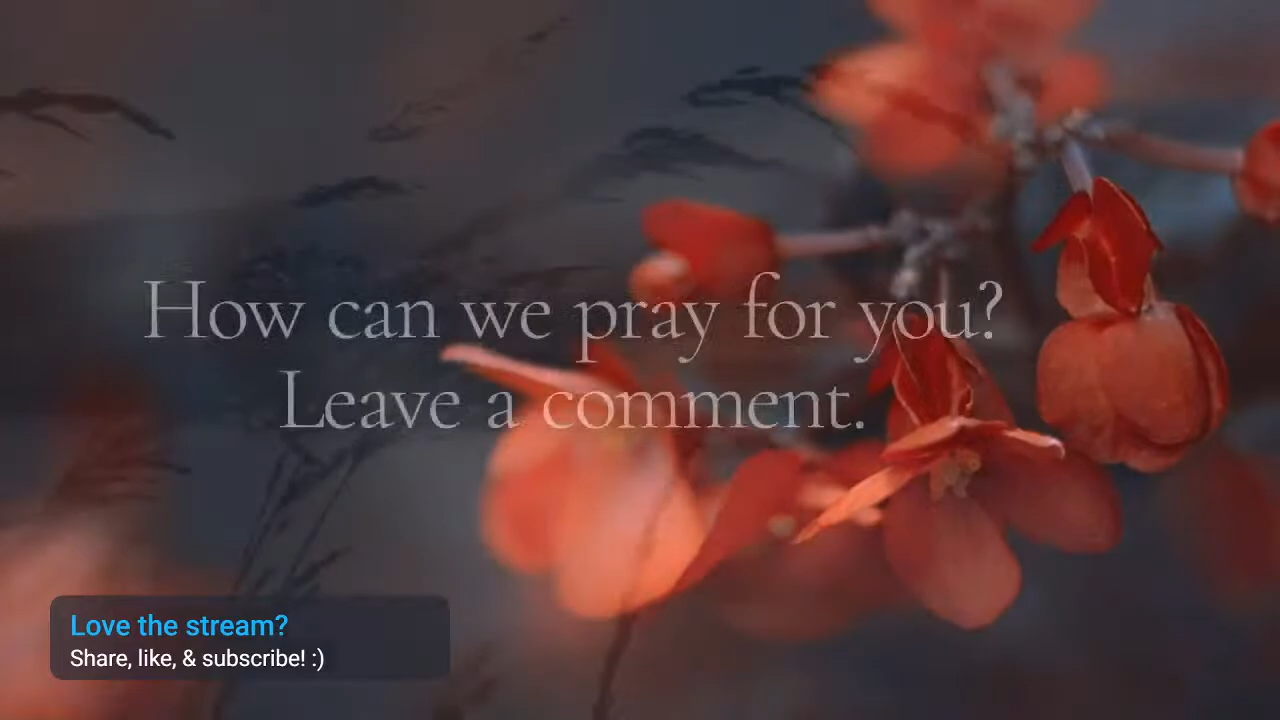 How can we pray for you?
Leave a comment.
Love the stream?
Share, like, & subscribe! :)